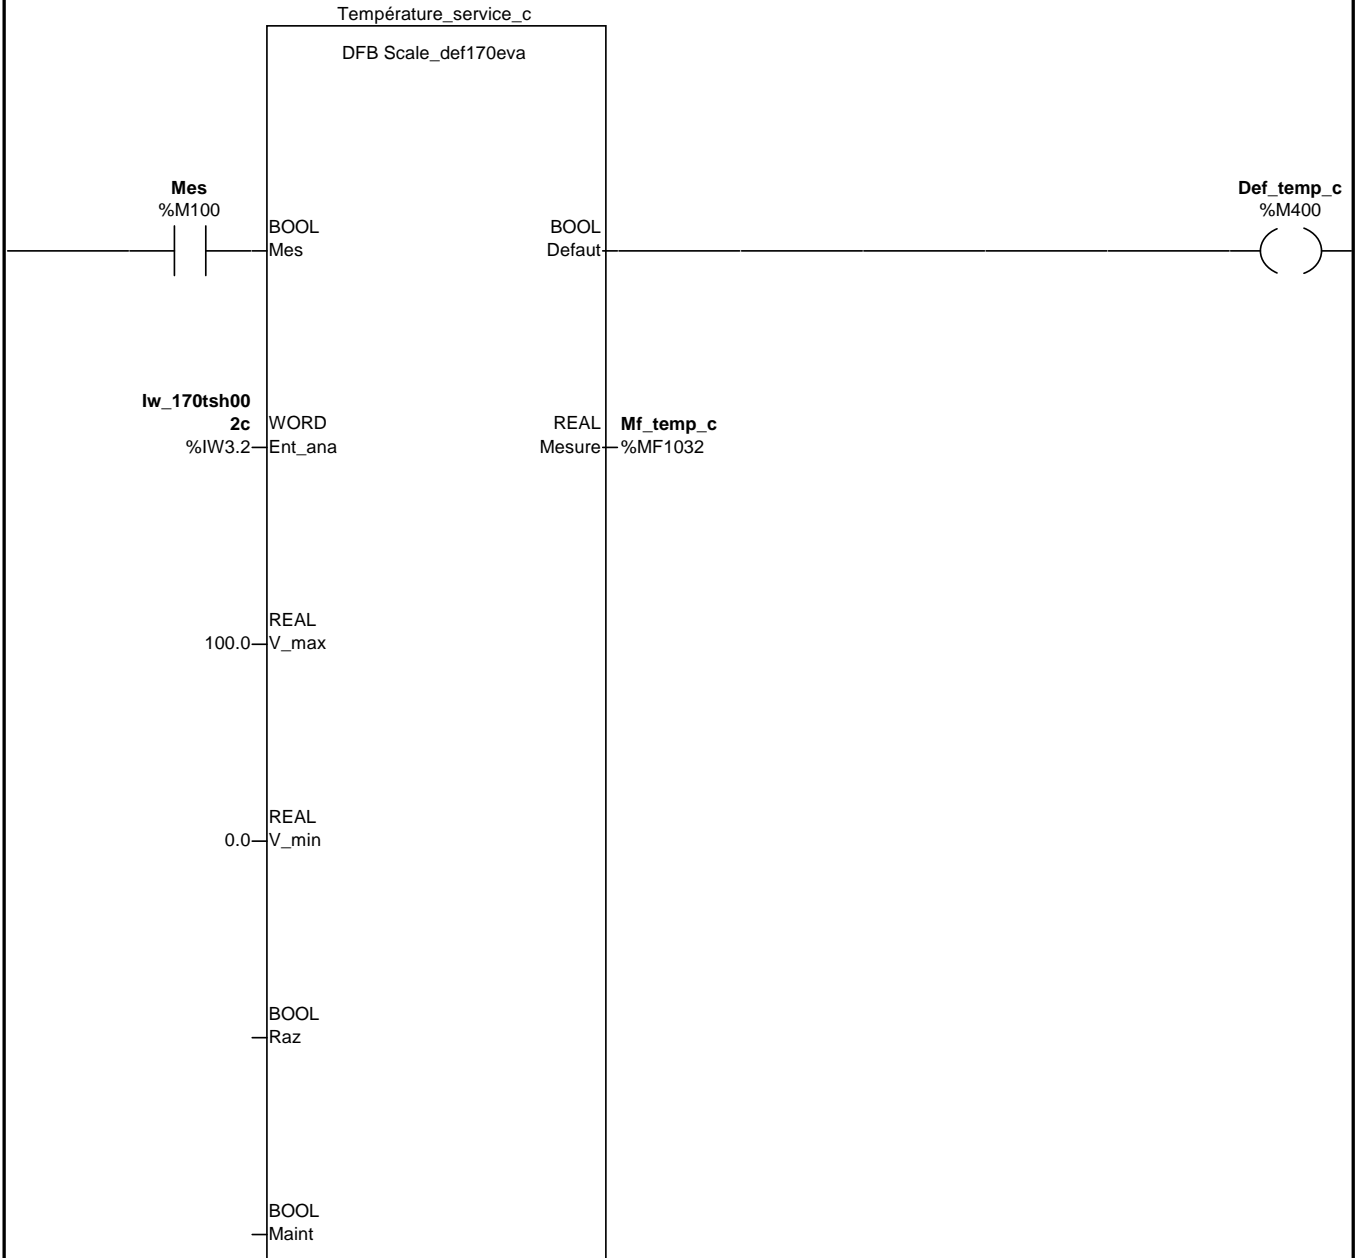 Température_service_c
DFB Scale_def170eva
Mes
%M100
Def_temp_c
%M400
BOOL
Mes
BOOL
Defaut
Iw_170tsh00
2c
%IW3.2
WORD
Ent_ana
REAL
Mesure
Mf_temp_c
%MF1032
REAL
100.0 V_max
REAL
0.0 V_min
BOOL
Raz
BOOL
Maint